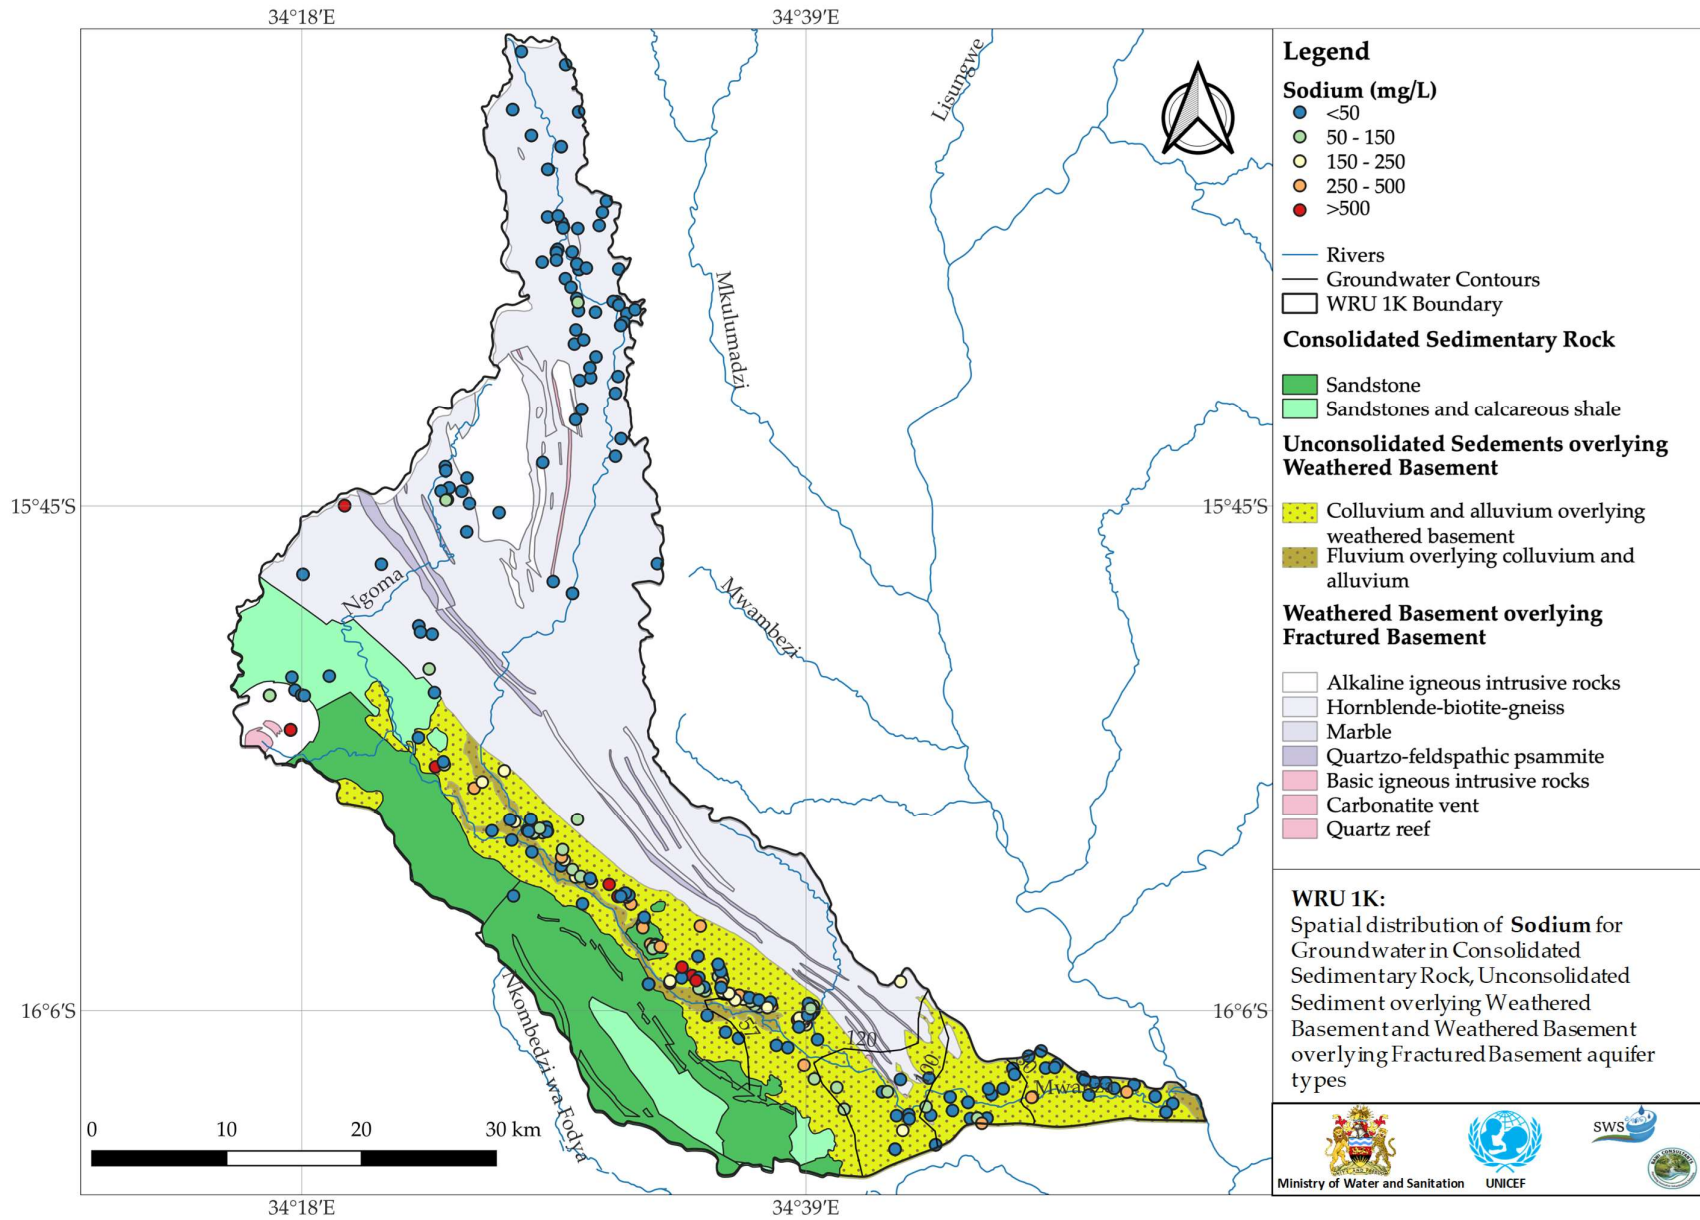 34°18'E
34°39'E
Lisungwe
Mkulumadzi
15°45'S
15°45'S
Ngoma
Mwambezi
16°6'S
16°6'S
57
120
100
Nkombedzi wa Fodya
0
10
20
30 km
34°18'E
34°39'E
Legend
Sodium (mg/L)
<50
50 - 150
150 - 250
250 - 500
>500
Rivers
Groundwater Contours
WRU 1K Boundary
Consolidated Sedimentary Rock
Sandstone
Sandstones and calcareous shale
Unconsolidated Sedements overlying
Weathered Basement
Colluvium and alluvium overlying
weathered basement
Fluvium overlying colluvium and
alluvium
Weathered Basement overlying
Fractured Basement
Alkaline igneous intrusive rocks
Hornblende-biotite-gneiss
Marble
Quartzo-feldspathic psammite
Basic igneous intrusive rocks
Carbonatite vent
Quartz reef
WRU 1K:
Spatial distribution of Sodium for
Groundwater in Consolidated
Sedimentary Rock, Unconsolidated
Sediment overlying Weathered
Basement and Weathered Basement
overlying Fractured Basement aquifer
types
Ministry of Water and Sanitation
UNICEF
SWS